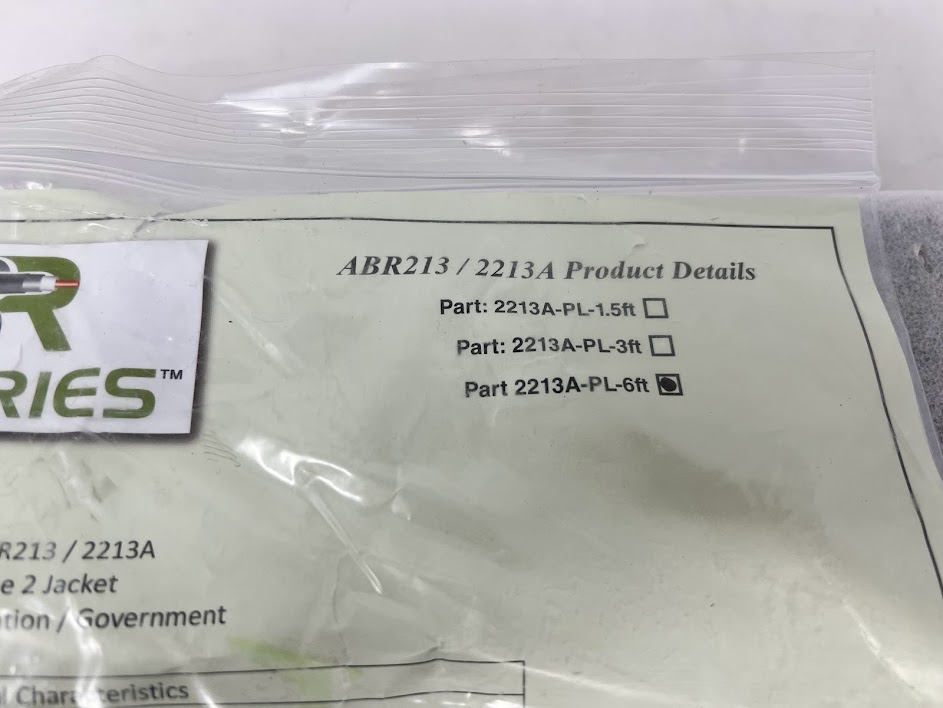 ABR213 / 2213A Product Details
Part: 2213A-PL-1.5ft
Part: 2213A-PL-3ft
Part 2213A-PL-6ft
R
RIES™
R213 / 2213A
e 2 Jacket
tion / Government
l Characteristics